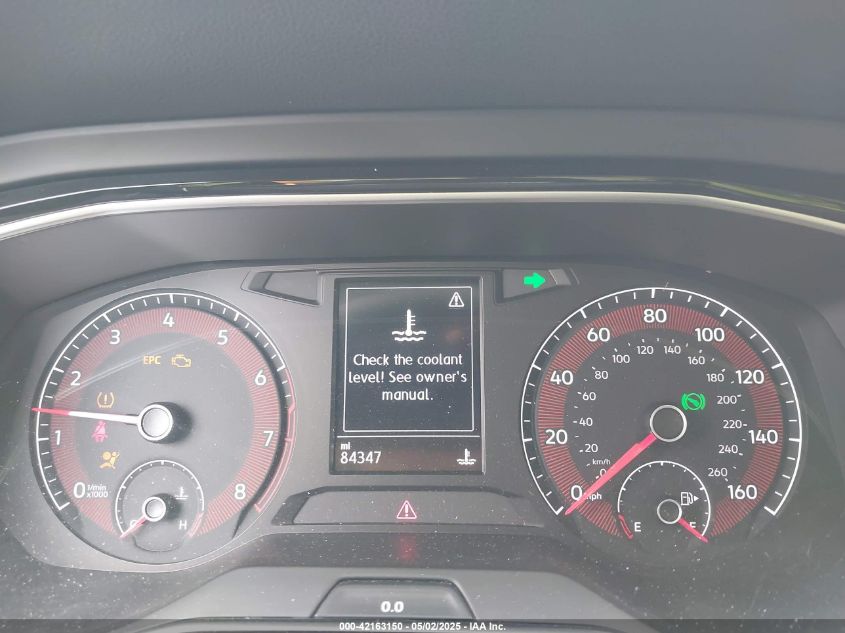 0
1
2
3
4
5
6
7
8
1/min
x1000
EPC
C
H
Check the coolant
level! See owner's
manual.
mi
84347
0
20
40
60
80
100
120
140
160
mph
0
20
40
60
80
100
120
140
160
180
200
220
240
260
km/h
E
F
0.0
000-42163150 - 05/02/2025 - IAA Inc.